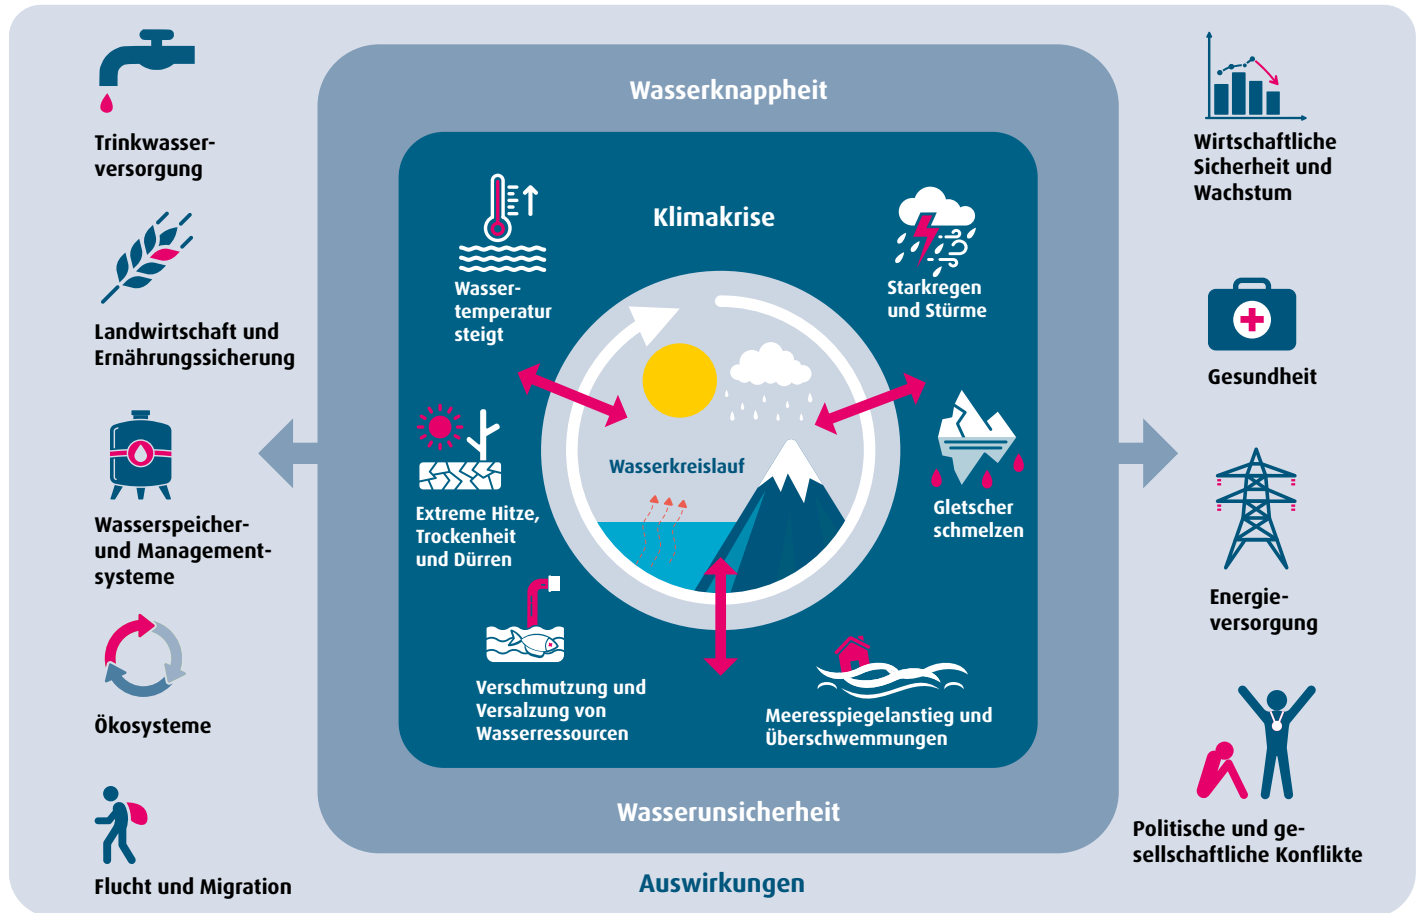 Trinkwasser-
versorgung
Landwirtschaft und
Ernährungssicherung
Wasserspeicher-
und Management-
systeme
Ökosysteme
Flucht und Migration
Wasserknappheit
Klimakrise
Wasser-
temperatur
steigt
Starkregen
und Stürme
Extreme Hitze,
Trockenheit
und Dürren
Wasserkreislauf
Gletscher
schmelzen
Verschmutzung und
Versalzung von
Wasserressourcen
Meeresspiegelanstieg und
Überschwemmungen
Wasserunsicherheit
Auswirkungen
Wirtschaftliche
Sicherheit und
Wachstum
Gesundheit
Energie-
versorgung
Politische und ge-
sellschaftliche Konflikte